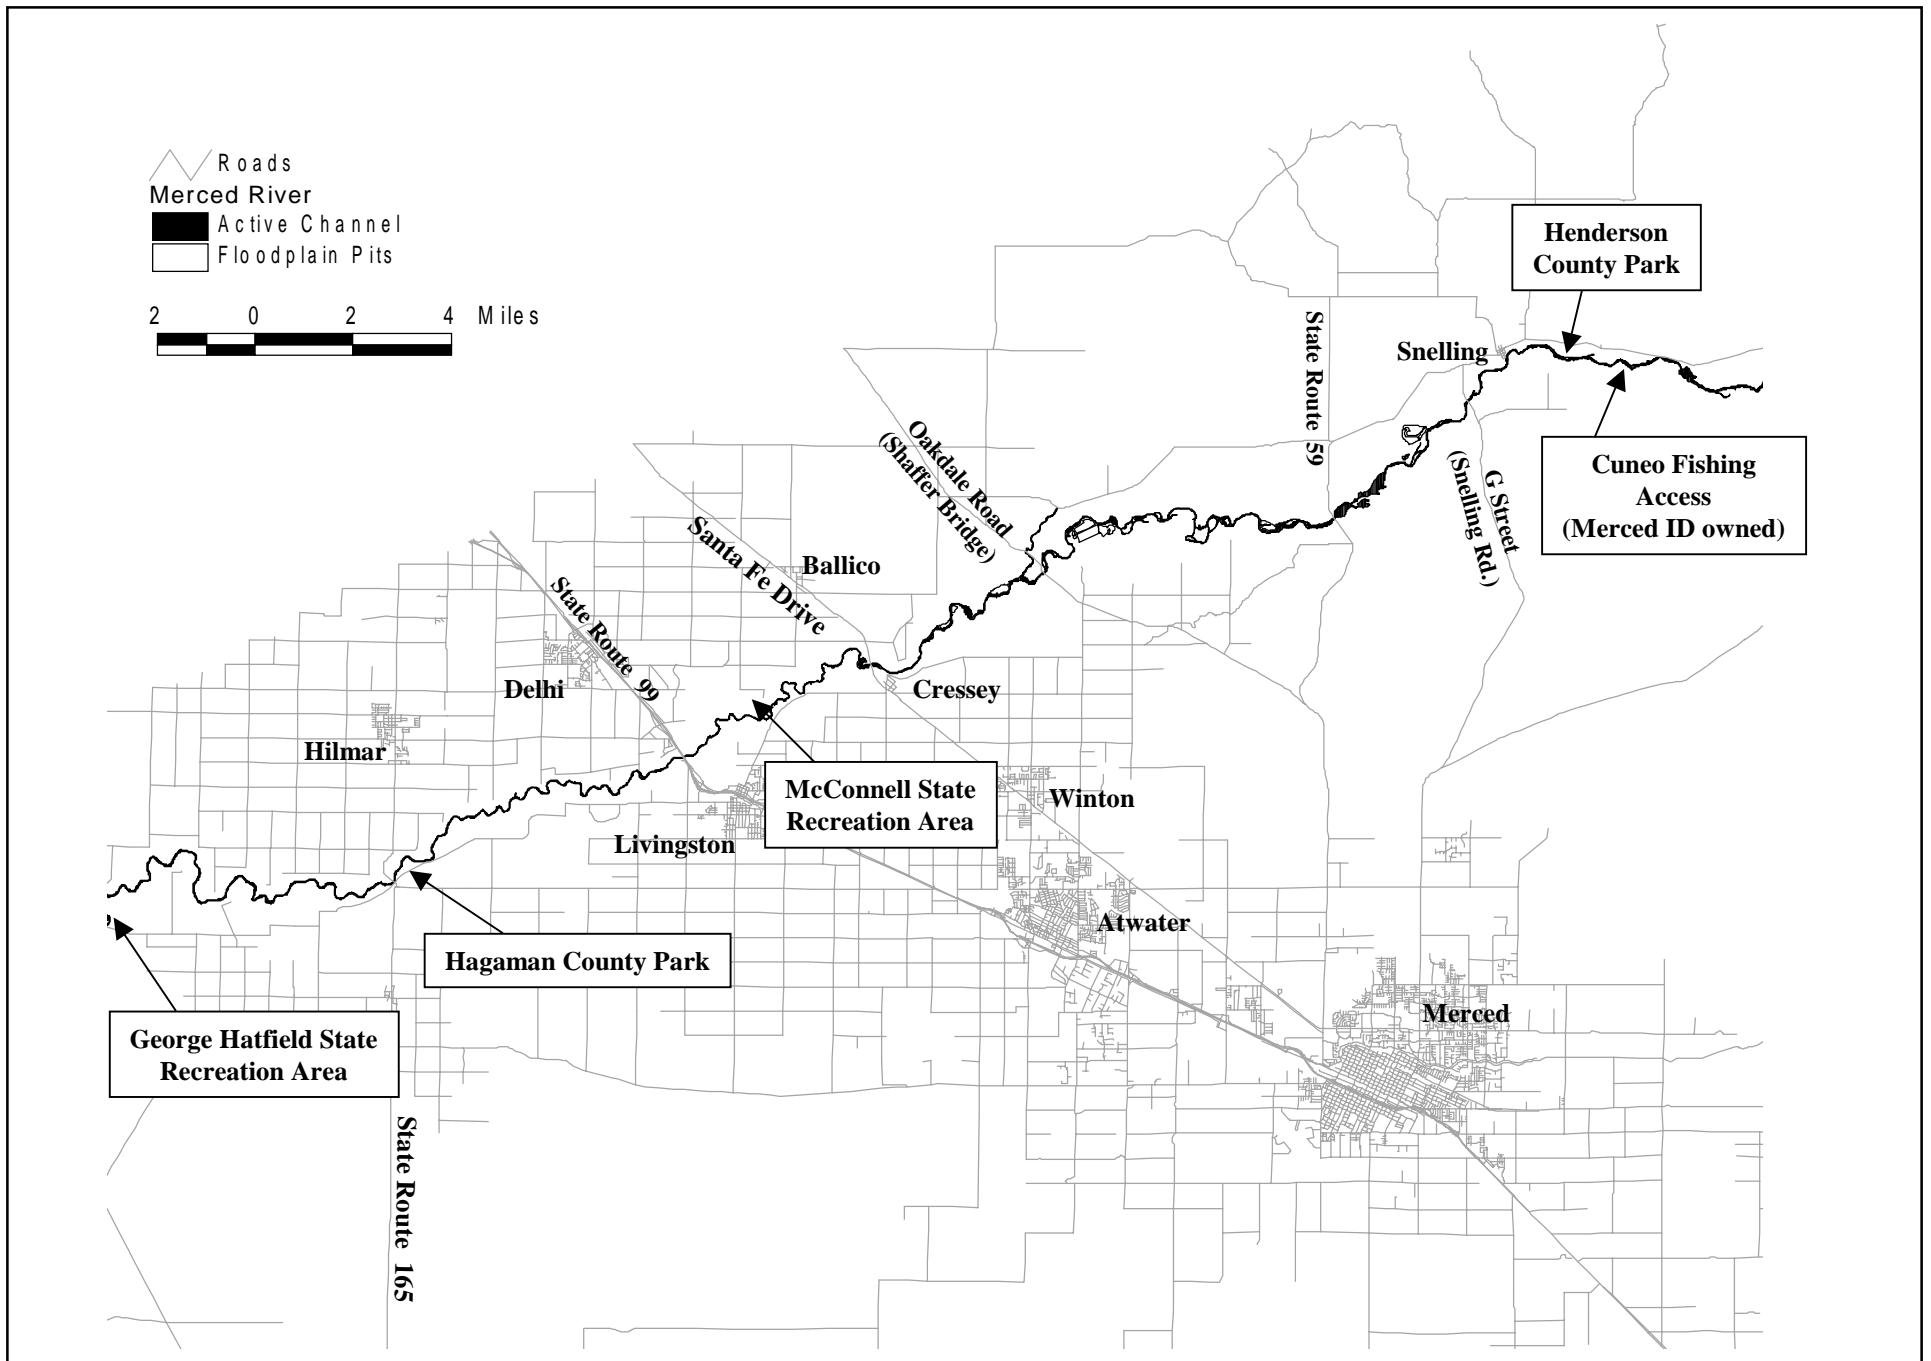 Roads
Merced River
Active Channel
Floodplain Pits
2 0 2 4 Miles
Henderson
County Park
State Route 59
Snelling
Oakdale Road
(Shaffer Bridge)
G Street
(Snelling Rd.)
Cuneo Fishing
Access
(Merced ID owned)
Santa Fe Drive
Ballico
State Route 99
Delhi
Cressey
Hilmar
McConnell State
Recreation Area
Winton
Livingston
Atwater
Hagaman County Park
Merced
George Hatfield State
Recreation Area
State Route 165